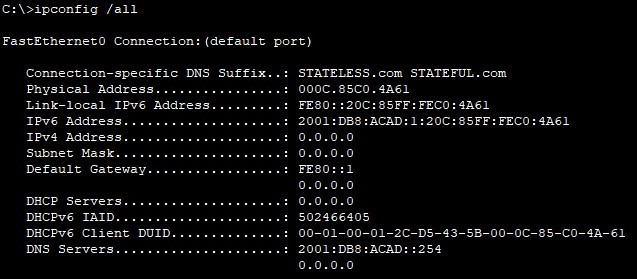 C:\>ipconfig /all
FastEthernet0 Connection:(default port)
Connection-specific DNS Suffix..: STATELESS.com STATEFUL.com
Physical Address................: 000C.85C0.4A61
Link-local IPv6 Address.........: FE80::20C:85FF:FEC0:4A61
IPv6 Address....................: 2001:DB8:ACAD:1:20C:85FF:FEC0:4A61
IPv4 Address....................: 0.0.0.0
Subnet Mask.....................: 0.0.0.0
Default Gateway.................: FE80::1
0.0.0.0
DHCP Servers....................: 0.0.0.0
DHCPv6 IAID.....................: 502466405
DHCPv6 Client DUID..............: 00-01-00-01-2C-D5-43-5B-00-0C-85-C0-4A-61
DNS Servers.....................: 2001:DB8:ACAD::254
0.0.0.0